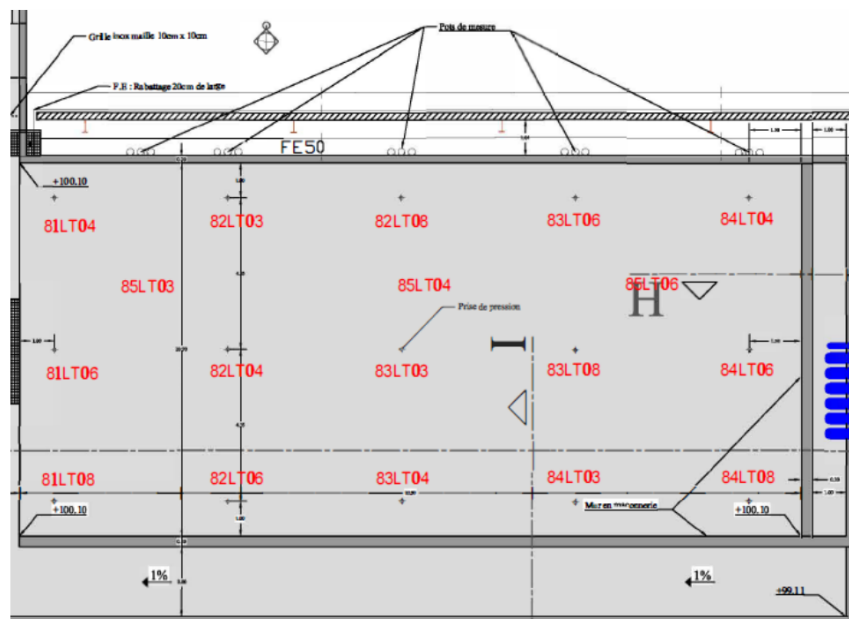 Pots de mesure
Grille inox maille 10cm x 10cm
F.E : Rabattage 20cm de large
FE50
+100.10
81LT04
82LT03
82LT08
83LT06
84LT04
85LT03
85LT04
85LT06
H
Prise de pression
I
81LT06
82LT04
83LT03
83LT08
84LT06
81LT08
82LT06
83LT04
84LT03
84LT08
+100.10
Mur en maconnerie
+100.10
1%
1%
+99.11